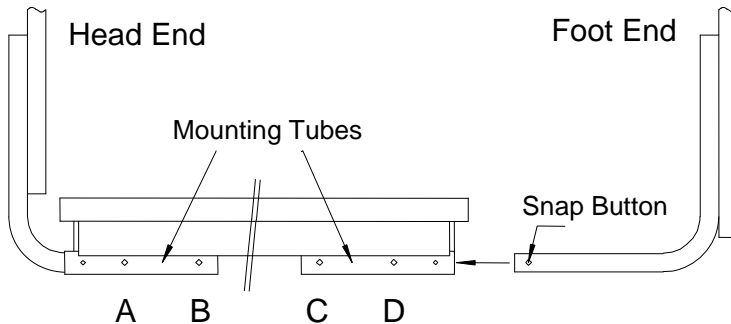 Head End
Foot End
Mounting Tubes
Snap Button
A B C D